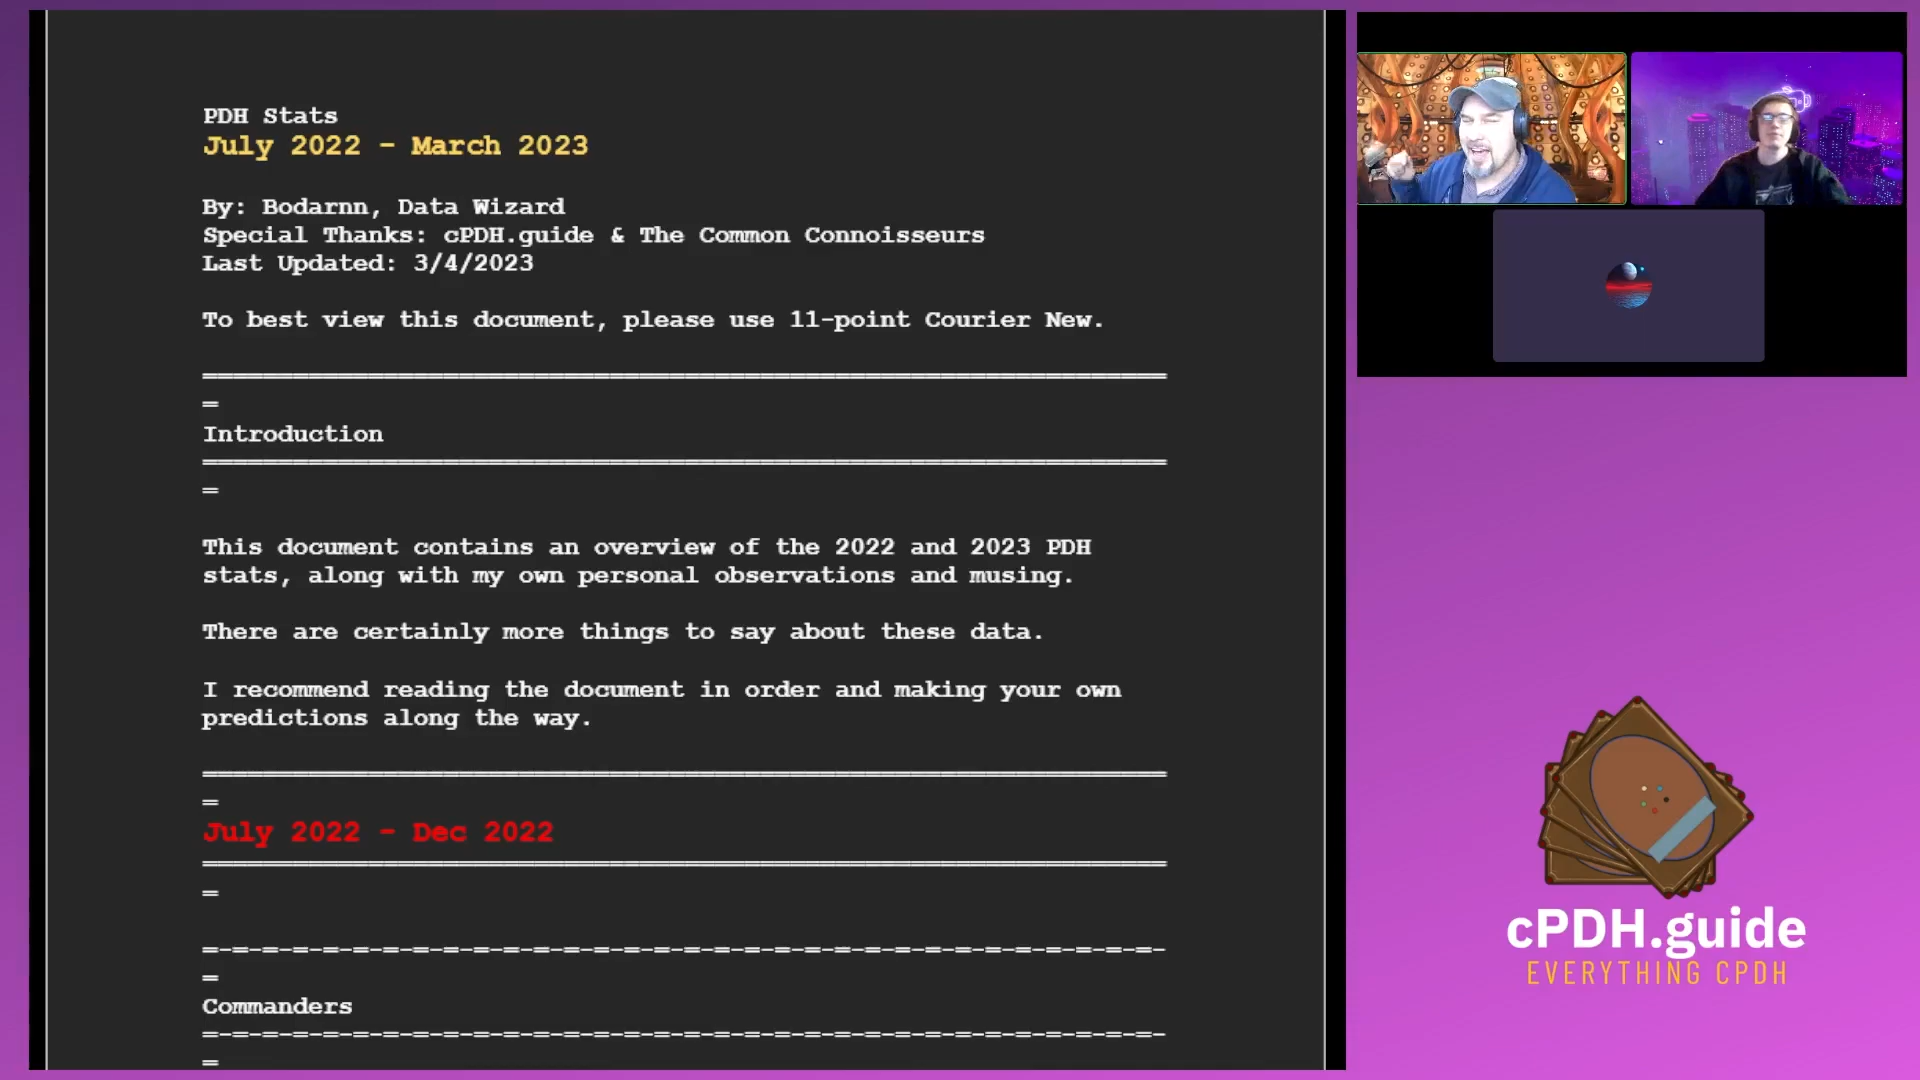 PDH Stats
July 2022 - March 2023
By: Bodarnn, Data Wizard
Special Thanks: cPDH.guide & The Common Connoisseurs
Last Updated: 3/4/2023
To best view this document, please use 11-point Courier New.
================================================================
=
Introduction
================================================================
=
This document contains an overview of the 2022 and 2023 PDH
stats, along with my own personal observations and musing.
There are certainly more things to say about these data.
I recommend reading the document in order and making your own
predictions along the way.
================================================================
=
July 2022 - Dec 2022
================================================================
=
=-=-=-=-=-=-=-=-=-=-=-=-=-=-=-=-=-=-=-=-=-=-=-=-=-=-=-=-=-=-=-=-
=
Commanders
=-=-=-=-=-=-=-=-=-=-=-=-=-=-=-=-=-=-=-=-=-=-=-=-=-=-=-=-=-=-=-=-
=
cPDH.guide
EVERYTHING CPDH